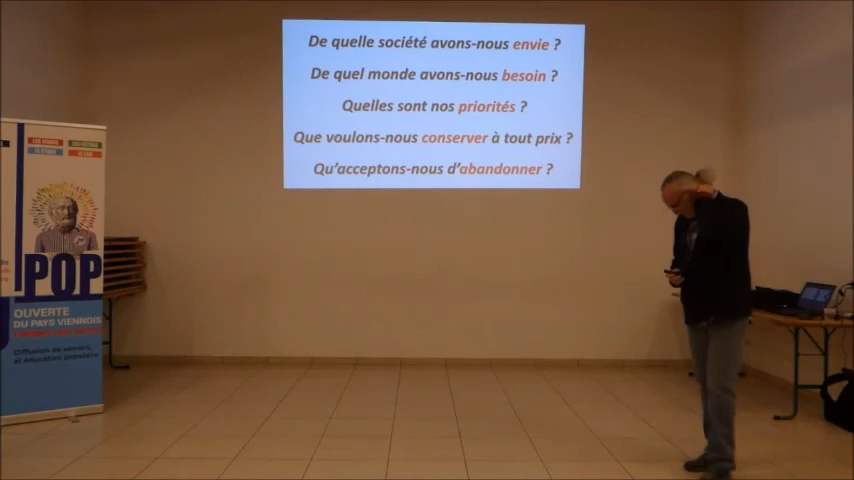 De quelle société avons-nous envie ?
De quel monde avons-nous besoin ?
Quelles sont nos priorités ?
Que voulons-nous conserver à tout prix ?
Qu'acceptons-nous d'abandonner ?
POP
OUVERTE
DU PAYS VIENNOIS
Diffusion de savoirs,
et éducation populaire